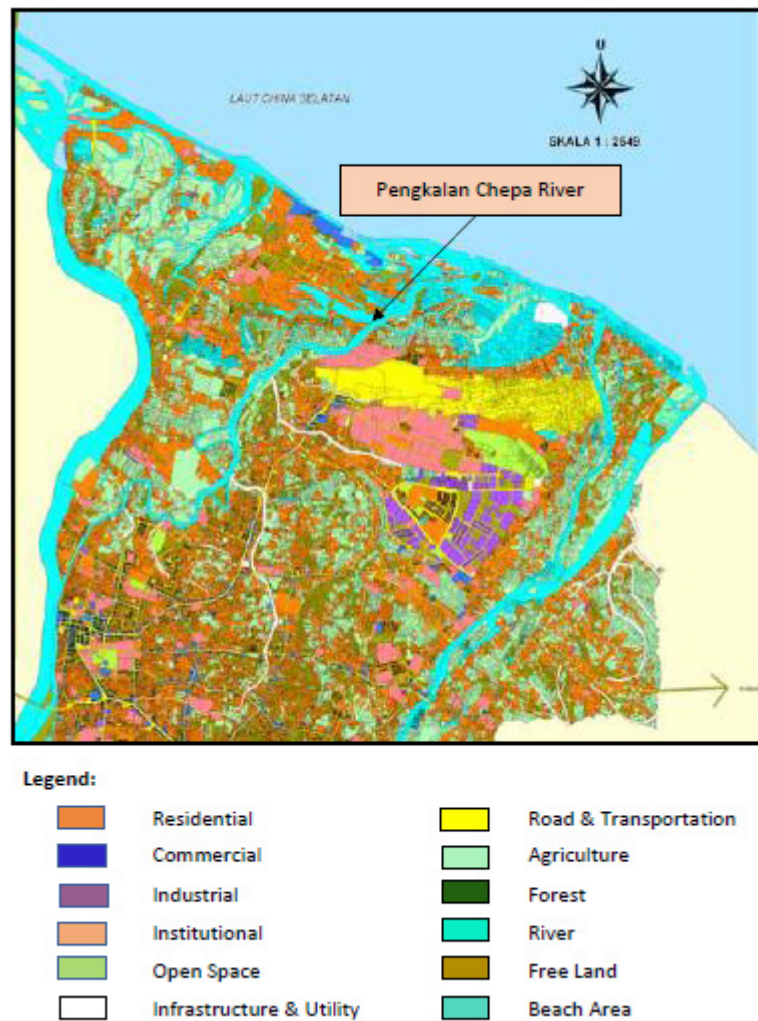 U
LAUT CHINA SELATAN
SKALA 1 : 2549
Pengkalan Chepa River
Legend:
Residential
Road & Transportation
Commercial
Agriculture
Industrial
Forest
Institutional
River
Open Space
Free Land
Infrastructure & Utility
Beach Area